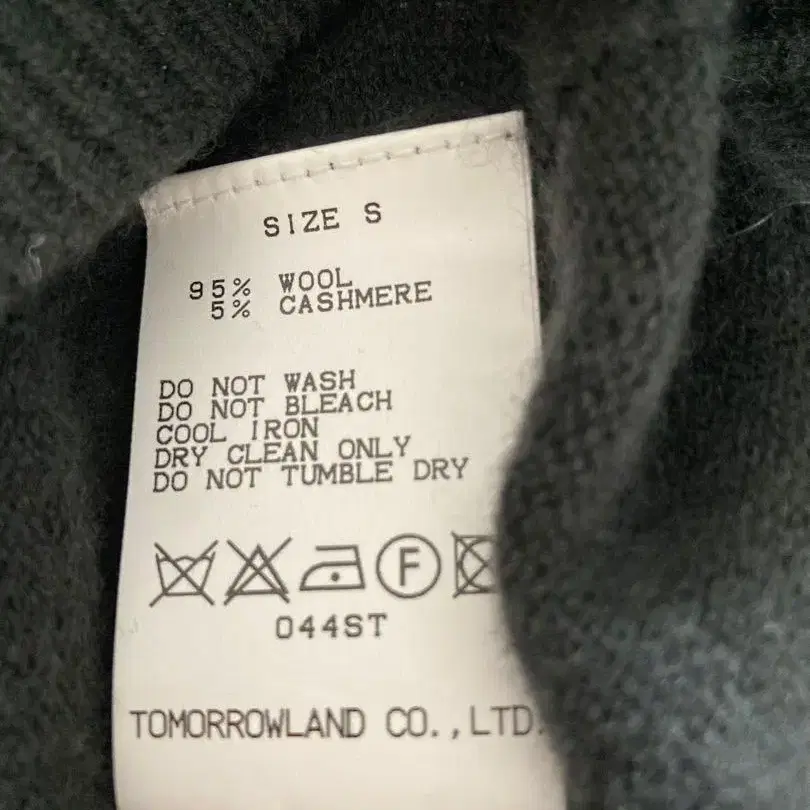 SIZE S
95% WOOL
5% CASHMERE
DO NOT WASH
DO NOT BLEACH
COOL IRON
DRY CLEAN ONLY
DO NOT TUMBLE DRY
F
044ST
TOMORROWLAND CO.,LTD.